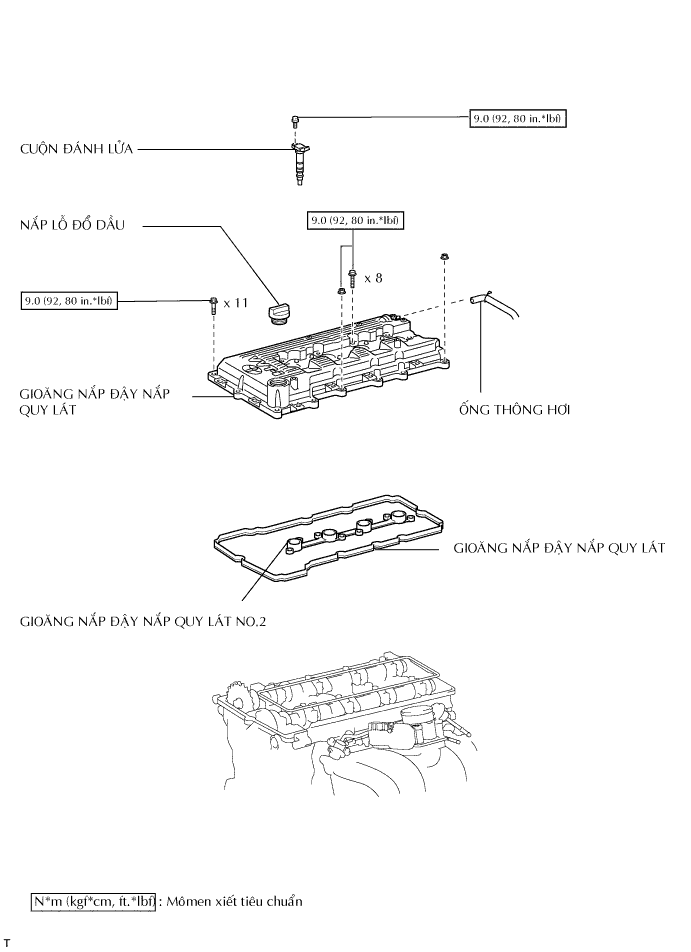 9.0 (92, 80 in.*lbf)
CUỘN ĐÁNH LỬA
NẮP LỖ ĐỔ DẦU
9.0 (92, 80 in.*lbf)
x 8
9.0 (92, 80 in.*lbf)
x 11
GIOĂNG NẮP ĐẬY NẮP
QUY LÁT
ỐNG THÔNG HƠI
GIOĂNG NẮP ĐẬY NẮP QUY LÁT
GIOĂNG NẮP ĐẬY NẮP QUY LÁT NO.2
N*m (kgf*cm, ft.*lbf) : Mômen xiết tiêu chuẩn
T